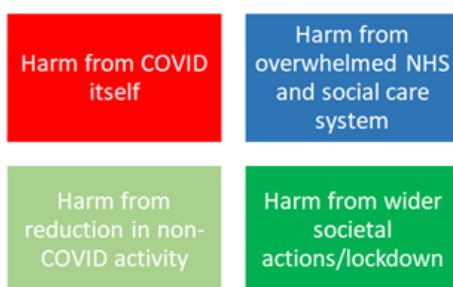 Harm from COVID
itself
Harm from
overwhelmed NHS
and social care
system
Harm from
reduction in non-
COVID activity
Harm from wider
societal
actions/lockdown